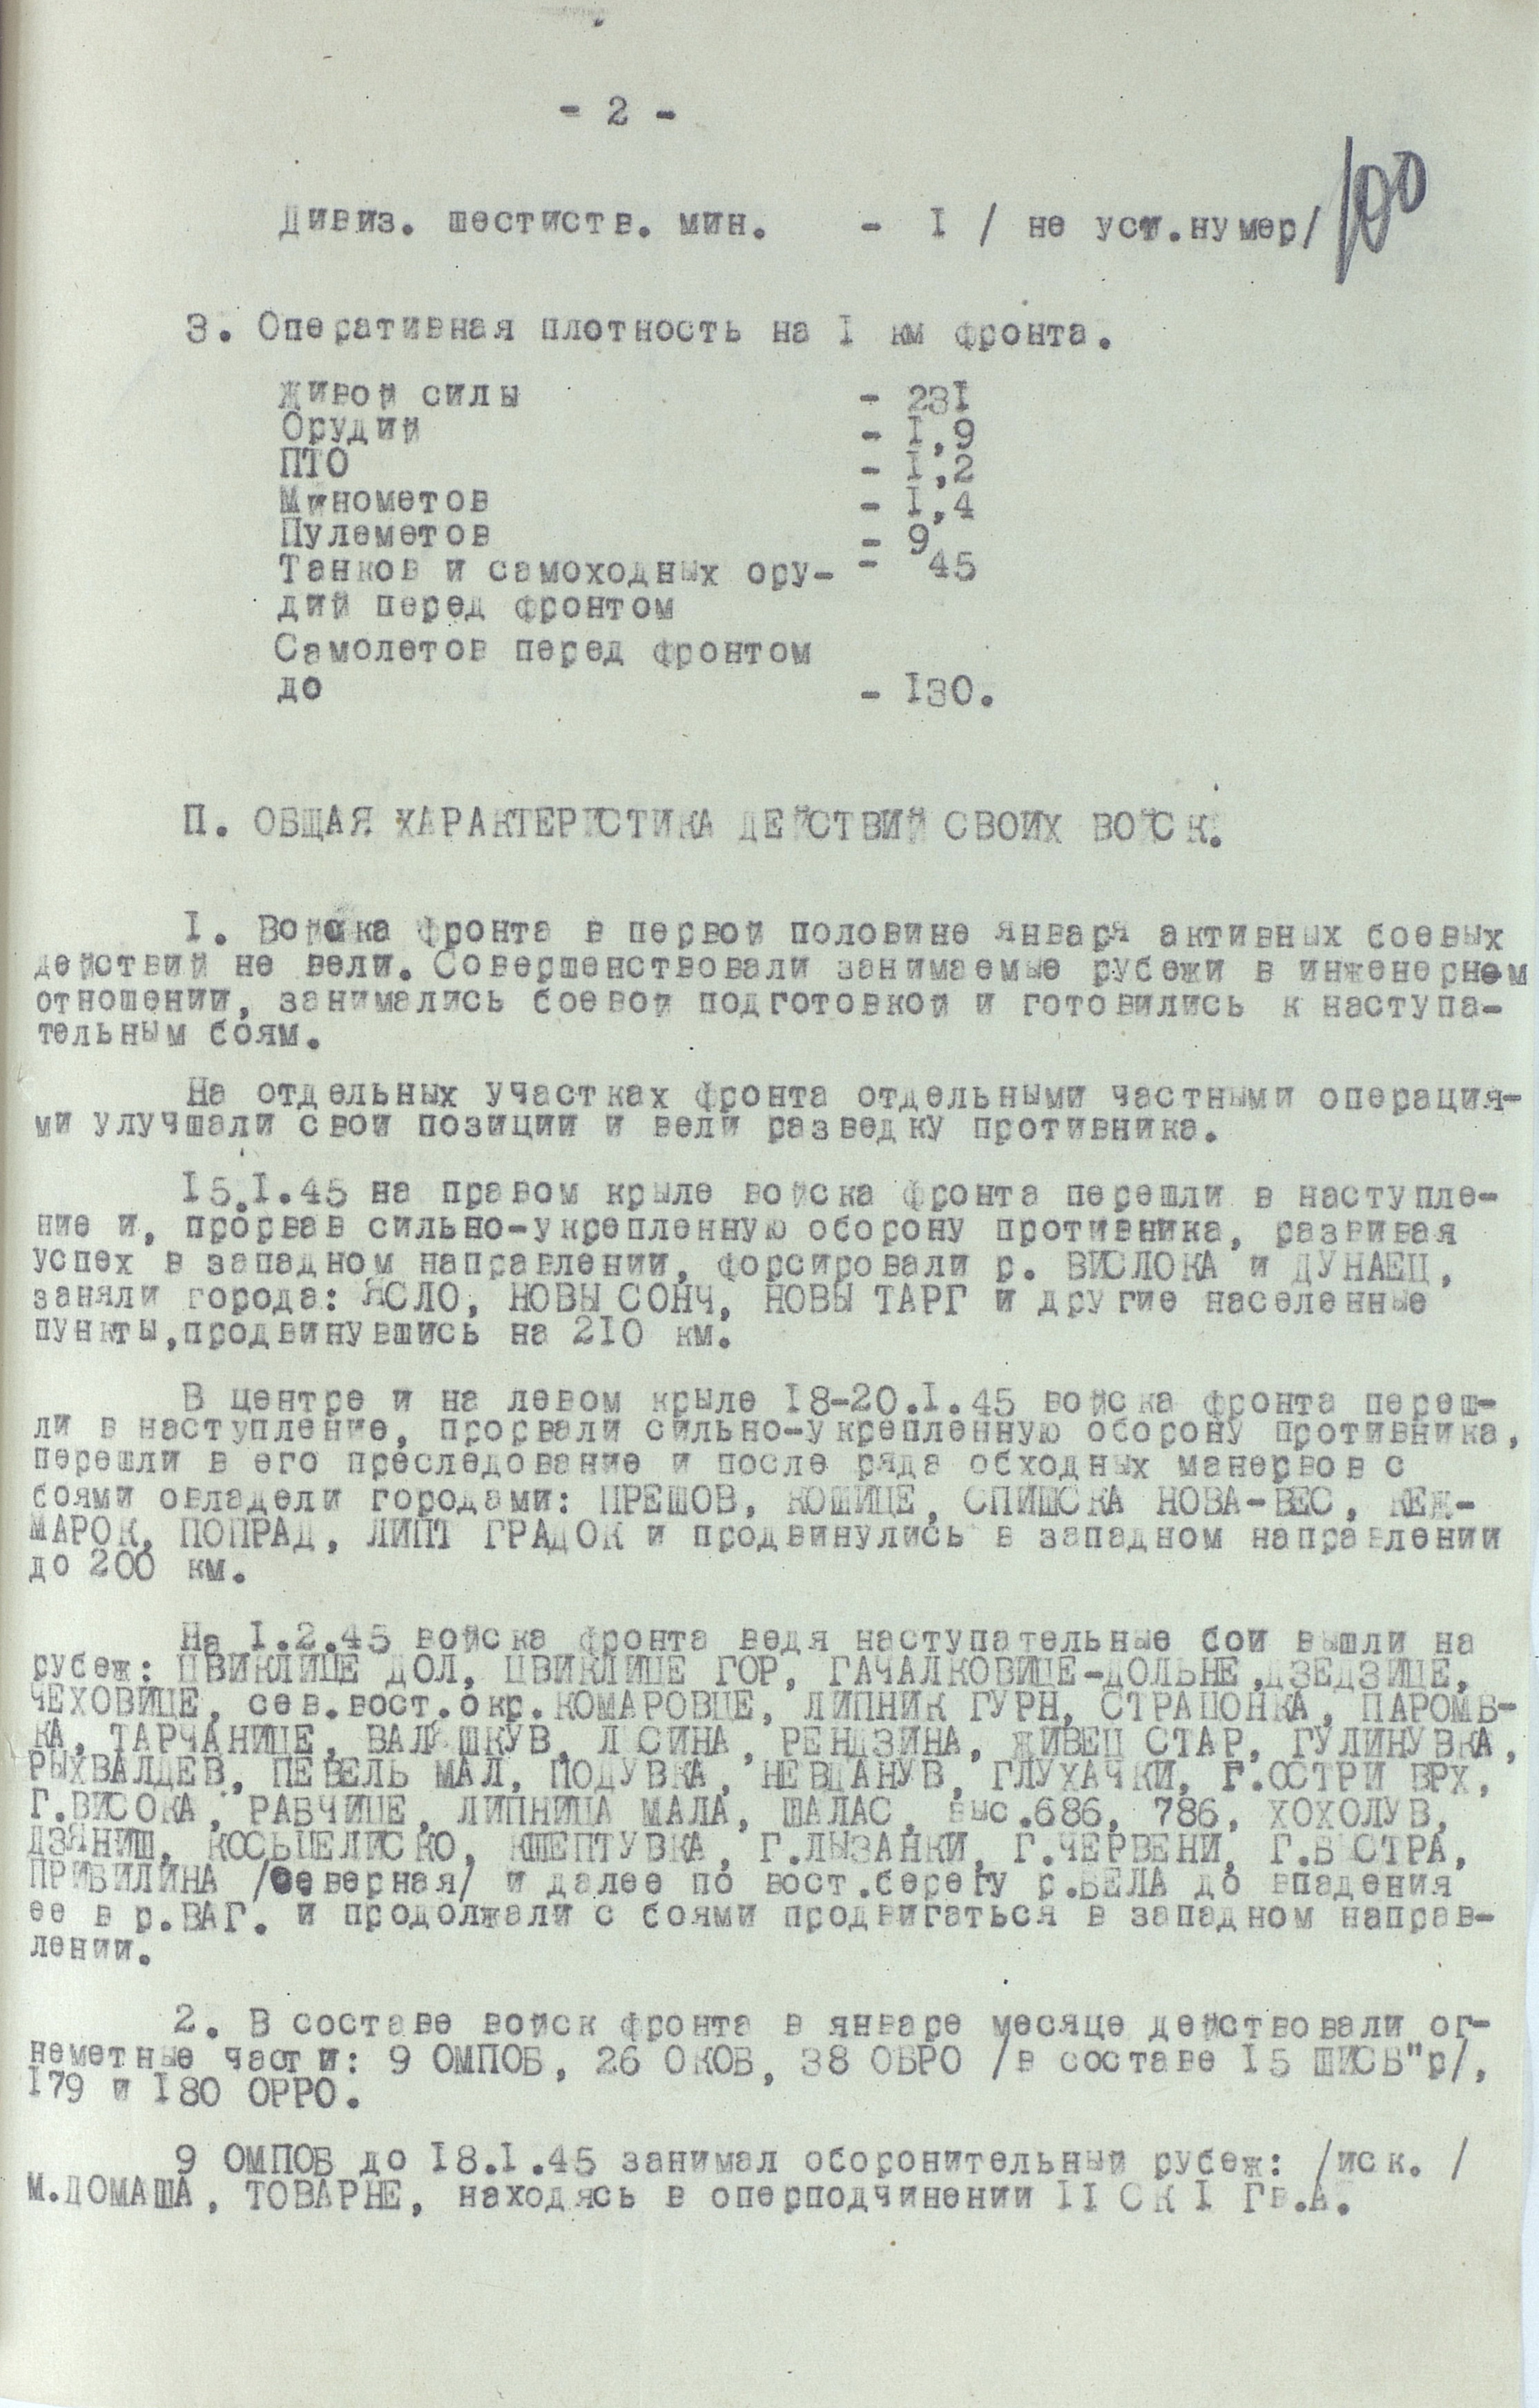 - 2 -
100
Дивиз. шестиств. мин. - I / не уст.нумер/
3. Оперативная плотность на I км фронта.
Живой силы - 23I
Орудий - I,9
ПТО - I,2
Минометов - I,4
Пулеметов - 9
Танков и самоходных ору- - 45
дий перед фронтом
Самолетов перед фронтом
до - I30.
П. ОБЩАЯ ХАРАКТЕРИСТИКА ДЕЙСТВИЙ СВОИХ ВОЙСК.
I. Войска фронта в первой половине января активных боевых
действий не вели. Совершенствовали занимаемые рубежи в инженерном
отношении, занимались боевой подготовкой и готовились к наступа-
тельным боям.
На отдельных участках фронта отдельными частными операция-
ми улучшали свои позиции и вели разведку противника.
I5.I.45 на правом крыле войска фронта перешли в наступле-
ние и, прорвав сильно-укрепленную оборону противника, развивая
успех в западном направлении, форсировали р. ВИСЛОКА и ДУНАЕЦ,
заняли города: ЯСЛО, НОВЫ СОНЧ, НОВЫ ТАРГ и другие населенные
пункты, продвинувшись на 2I0 км.
В центре и на левом крыле I8-20.I.45 войска фронта переш-
ли в наступление, прорвали сильно-укрепленную оборону противника,
перешли в его преследование и после ряда обходных манервов с
боями овладели городами: ПРЕШОВ, КОШИЦЕ, СПИШСКА НОВА-ВЕС, КЕЖ-
МАРОК, ПОПРАД, ЛИПТ ГРАДОК и продвинулись в западном направлении
до 200 км.
На I.2.45 войска фронта ведя наступательные бои вышли на
рубеж: ЦВИКЛИЦЕ ДОЛ, ЦВИКЛИЦЕ ГОР, ГАЧАЛКОВИЦЕ-ДОЛЬНЕ, ДЗЕДЗИЦЕ,
ЧЕХОВИЦЕ, сев.вост.окр.КОМАРОВЦЕ, ЛИПНИК ГУРН, СТРАЦОНКА, ПАРОМБ-
КА, ТАРЧАНИЦЕ, ВАЛЯШКУВ, ЛИСИНА, РЕНДЗИНА, ЖИВЕЦ СТАР, ГУЛИНУВКА,
РЫХВАЛДЕВ, ПЕВЕЛЬ МАЛ, ПОДУВКА, НЕВДАНУВ, ГЛУХАЧКИ, Г.ОСТРИ ВРХ,
Г.ВИСОКА, РАБЧИЦЕ, ЛИПНИЦА МАЛА, ШАЛАС, выс.686, 786, ХОХОЛУВ,
ДЗЯНИШ, КОСЬЦЕЛИСКО, КШЕПТУВКА, Г.ЛЫЗАНКИ, Г.ЧЕРВЕНИ, Г.БЫСТРА,
ПРИБИЛИНА /северная/ и далее по вост.берегу р.БЕЛА до впадения
ее в р.ВАГ. и продолжали с боями продвигаться в западном направ-
лении.
2. В составе войск фронта в январе месяце действовали ог-
неметные части: 9 ОМПОБ, 26 ОКОБ, 38 ОБРО /в составе I5 ШИСБ"р/,
I79 и I80 ОРРО.
9 ОМПОБ до I8.I.45 занимал оборонительный рубеж: /иск. /
М.ДОМАША, ТОВАРНЕ, находясь в оперподчинении II СК I Гв.А.